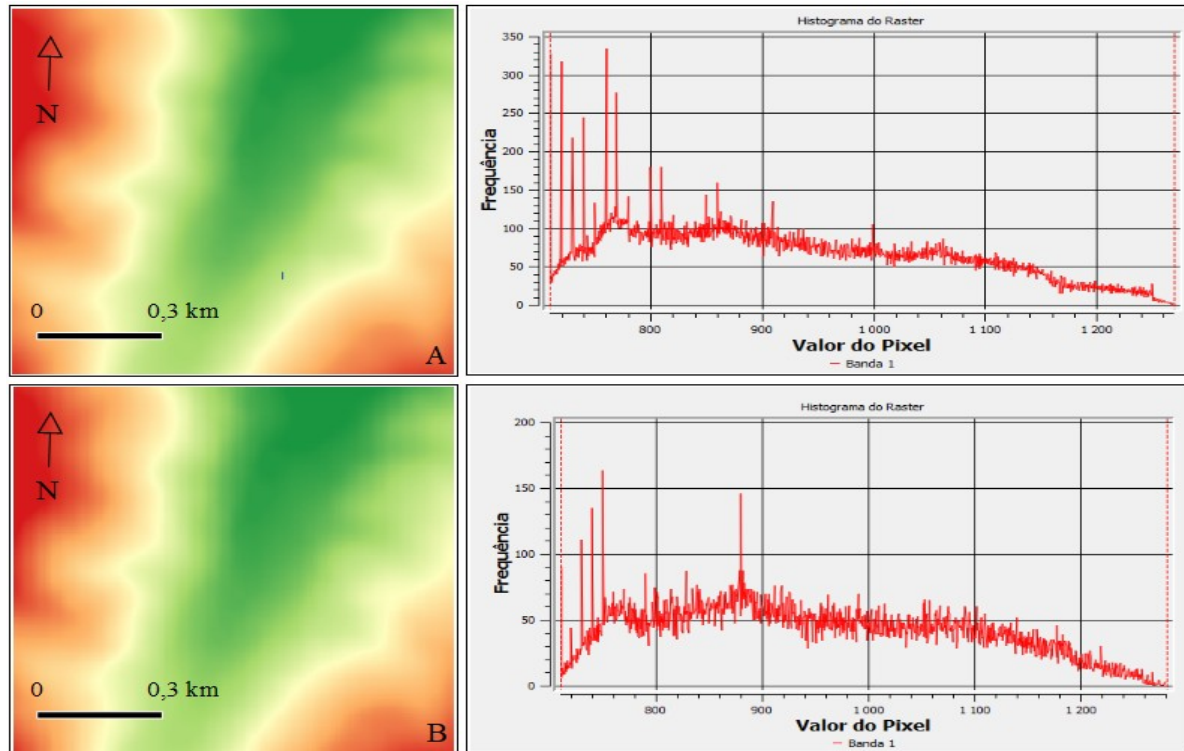 N
0 0,3 km
A
Histograma do Raster
350
300
250
200
150
100
50
0
Frequência
800 900 1 000 1 100 1 200
Valor do Pixel
Banda 1
N
0 0,3 km
B
Histograma do Raster
200
150
100
50
0
Frequência
800 900 1 000 1 100 1 200
Valor do Pixel
Banda 1